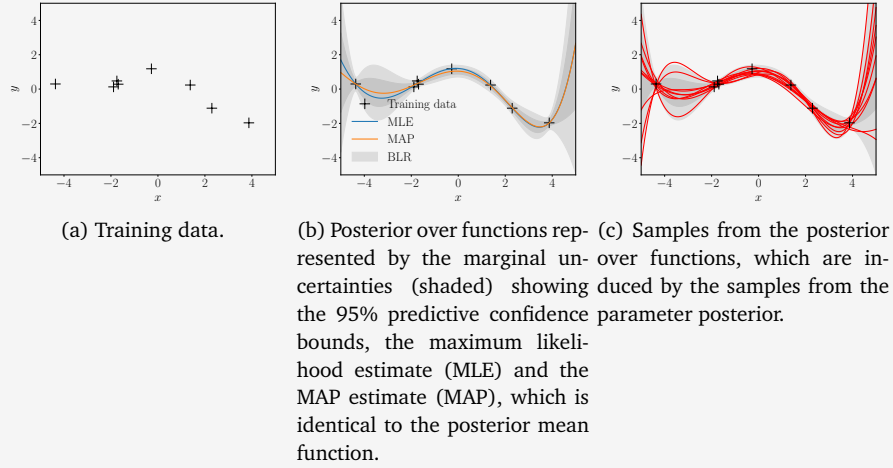 4
2
0
−2
−4
y
−4
−2
0
2
4
x
4
2
0
−2
−4
y
Training data
MLE
MAP
BLR
−4
−2
0
2
4
x
4
2
0
−2
−4
y
−4
−2
0
2
4
x
(a) Training data.
(b) Posterior over functions rep-
resented by the marginal un-
certainties (shaded) showing
the 95% predictive confidence
bounds, the maximum likeli-
hood estimate (MLE) and the
MAP estimate (MAP), which is
identical to the posterior mean
function.
(c) Samples from the posterior
over functions, which are in-
duced by the samples from the
parameter posterior.